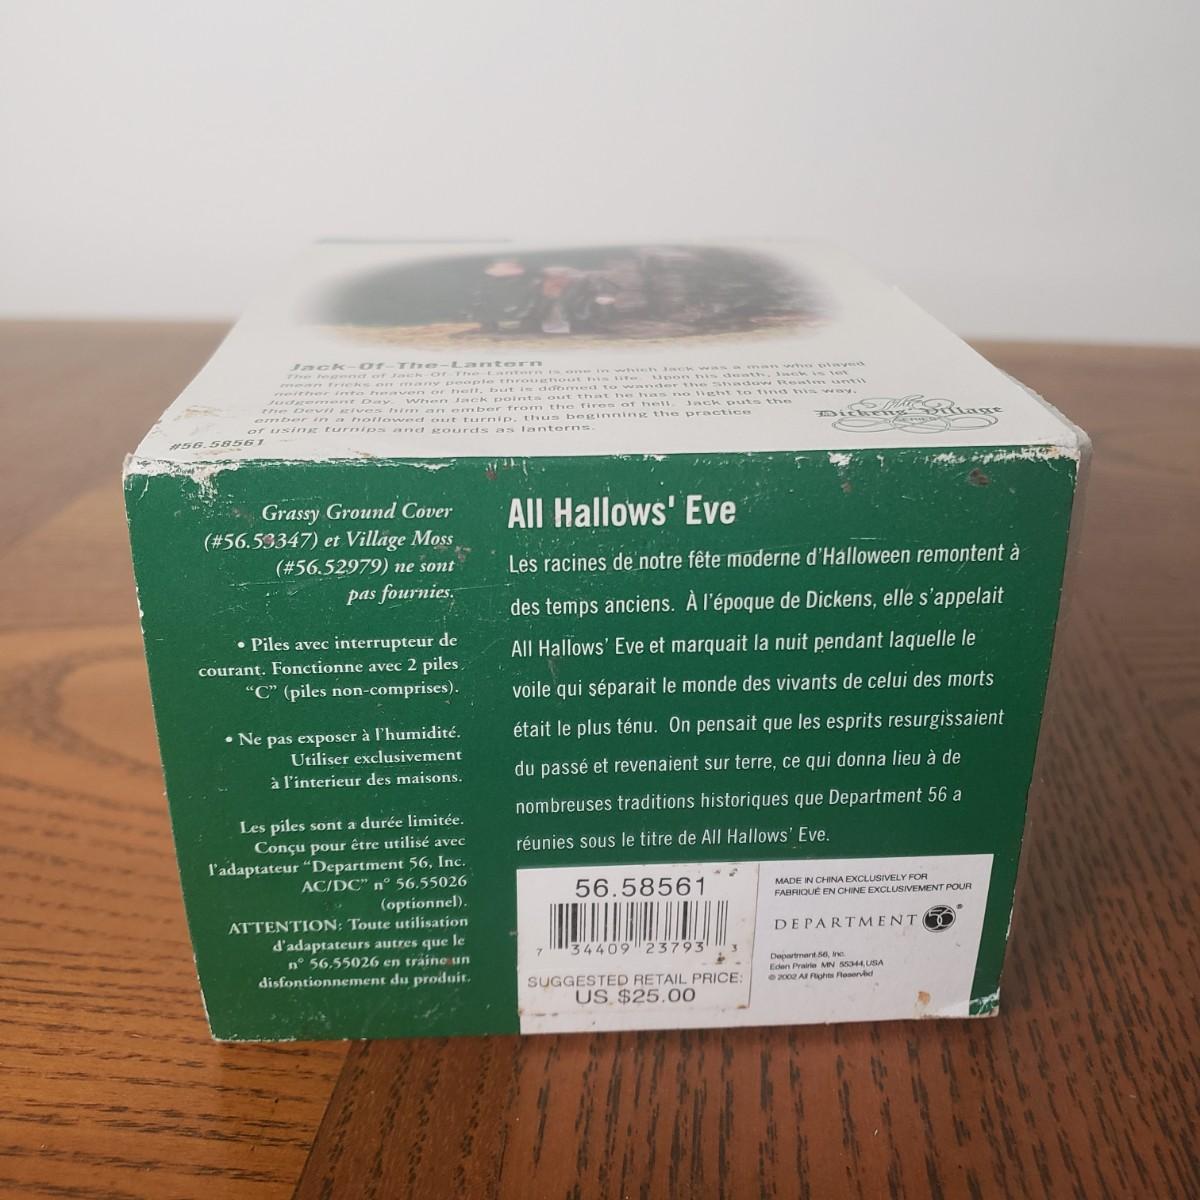 Jack-Of-The-Lantern
The legend of Jack-Of-The-Lantern is one in which Jack was a man who played
mean tricks on many people throughout his life. Upon his death, Jack is let
neither into heaven or hell, but is doomed to wander the Shadow Realm until
Judgement Day. When Jack points out that he has no light to find his way,
the Devil gives him an ember from the fires of hell. Jack puts the
ember in a hollowed out turnip, thus beginning the practice
of using turnips and gourds as lanterns.
#56.58561
The
Dickens' Village
SERIES
Grassy Ground Cover
(#56.53347) et Village Moss
(#56.52979) ne sont
pas fournies.
• Piles avec interrupteur de
courant. Fonctionne avec 2 piles
“C” (piles non-comprises).
• Ne pas exposer à l'humidité.
Utiliser exclusivement
à l'interieur des maisons.
Les piles sont a durée limitée.
Conçu pour être utilisé avec
l'adaptateur “Department 56, Inc.
AC/DC” n° 56.55026
(optionnel).
ATTENTION: Toute utilisation
d'adaptateurs autres que le
n° 56.55026 en traine un
disfontionnement du produit.
All Hallows' Eve
Les racines de notre fête moderne d'Halloween remontent à
des temps anciens. À l'époque de Dickens, elle s'appelait
All Hallows' Eve et marquait la nuit pendant laquelle le
voile qui séparait le monde des vivants de celui des morts
était le plus ténu. On pensait que les esprits resurgissaient
du passé et revenaient sur terre, ce qui donna lieu à de
nombreuses traditions historiques que Department 56 a
réunies sous le titre de All Hallows' Eve.
56.58561
7 34409 23793 3
SUGGESTED RETAIL PRICE:
US $25.00
MADE IN CHINA EXCLUSIVELY FOR
FABRIQUÉ EN CHINE EXCLUSIVEMENT POUR
DEPARTMENT 56®
Department 56, Inc.
Eden Prairie MN 55344, USA
© 2002 All Rights Reserved